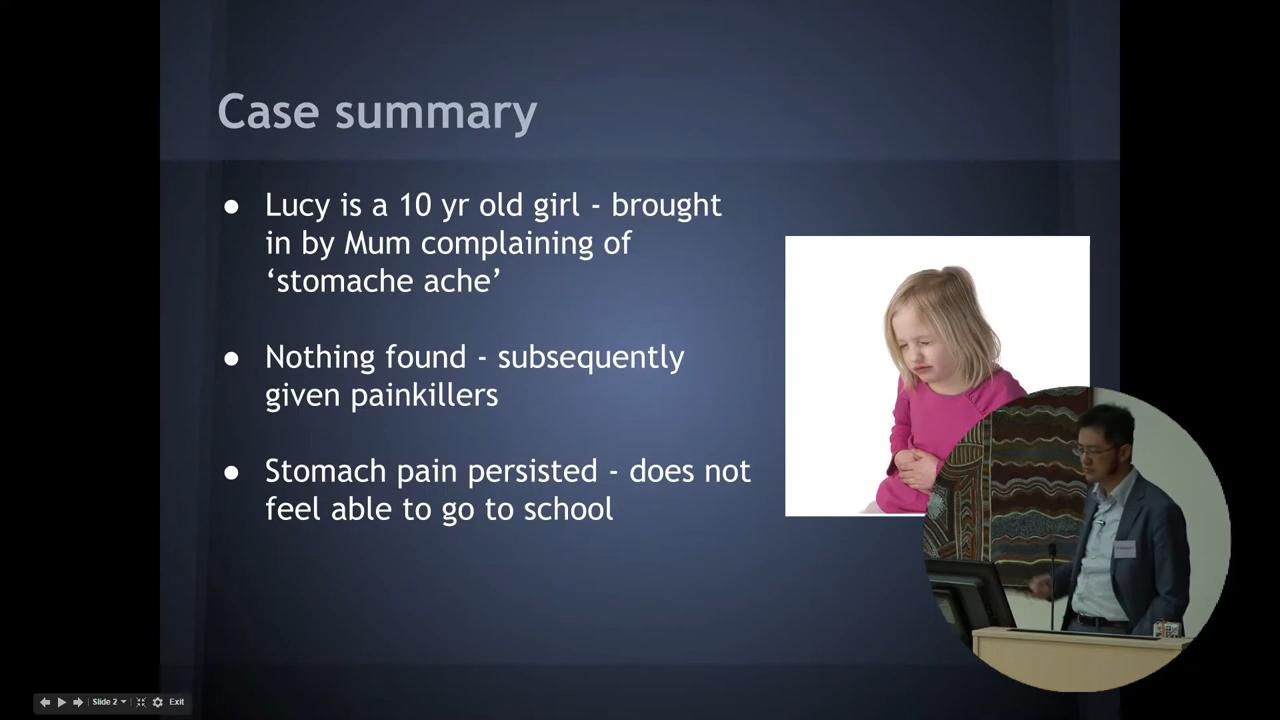 Case summary
● Lucy is a 10 yr old girl - brought
in by Mum complaining of
‘stomache ache’
● Nothing found - subsequently
given painkillers
● Stomach pain persisted - does not
feel able to go to school
Slide 2
Exit